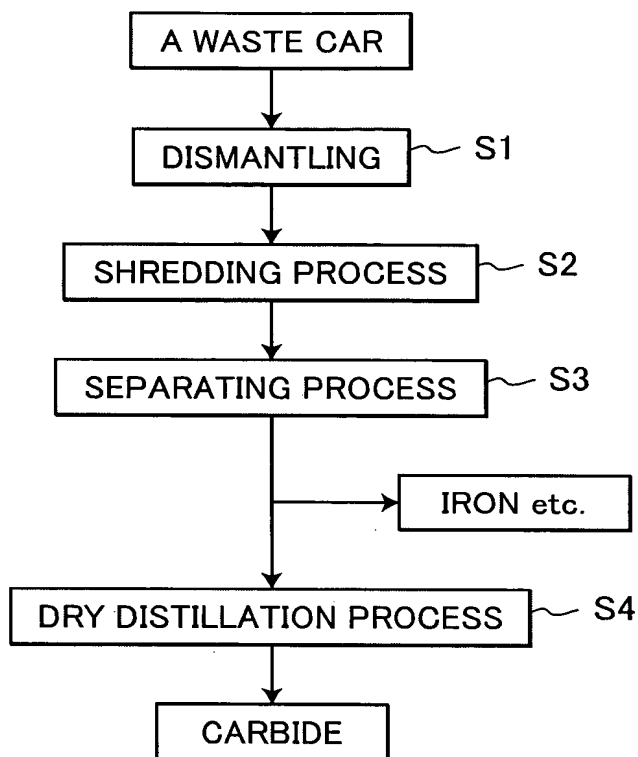 A WASTE CAR
DISMANTLING
S1
SHREDDING PROCESS
S2
SEPARATING PROCESS
S3
IRON etc.
DRY DISTILLATION PROCESS
S4
CARBIDE